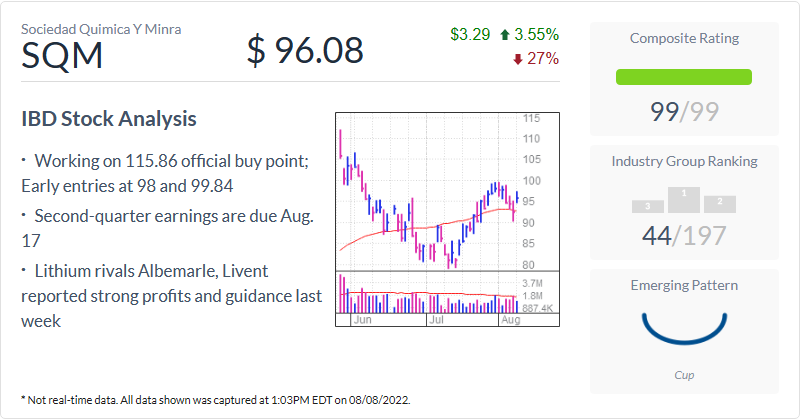 Sociedad Quimica Y Minra
SQM
$ 96.08
$3.29 3.55%
27%
IBD Stock Analysis
· Working on 115.86 official buy point;
Early entries at 98 and 99.84
· Second-quarter earnings are due Aug.
17
· Lithium rivals Albemarle, Livent
reported strong profits and guidance last
week
115
110
105
100
95
90
85
80
3.7M
1.8M
887.4K
Jun Jul Aug
Composite Rating
99/99
Industry Group Ranking
3 1 2
44/197
Emerging Pattern
Cup
* Not real-time data. All data shown was captured at 1:03PM EDT on 08/08/2022.